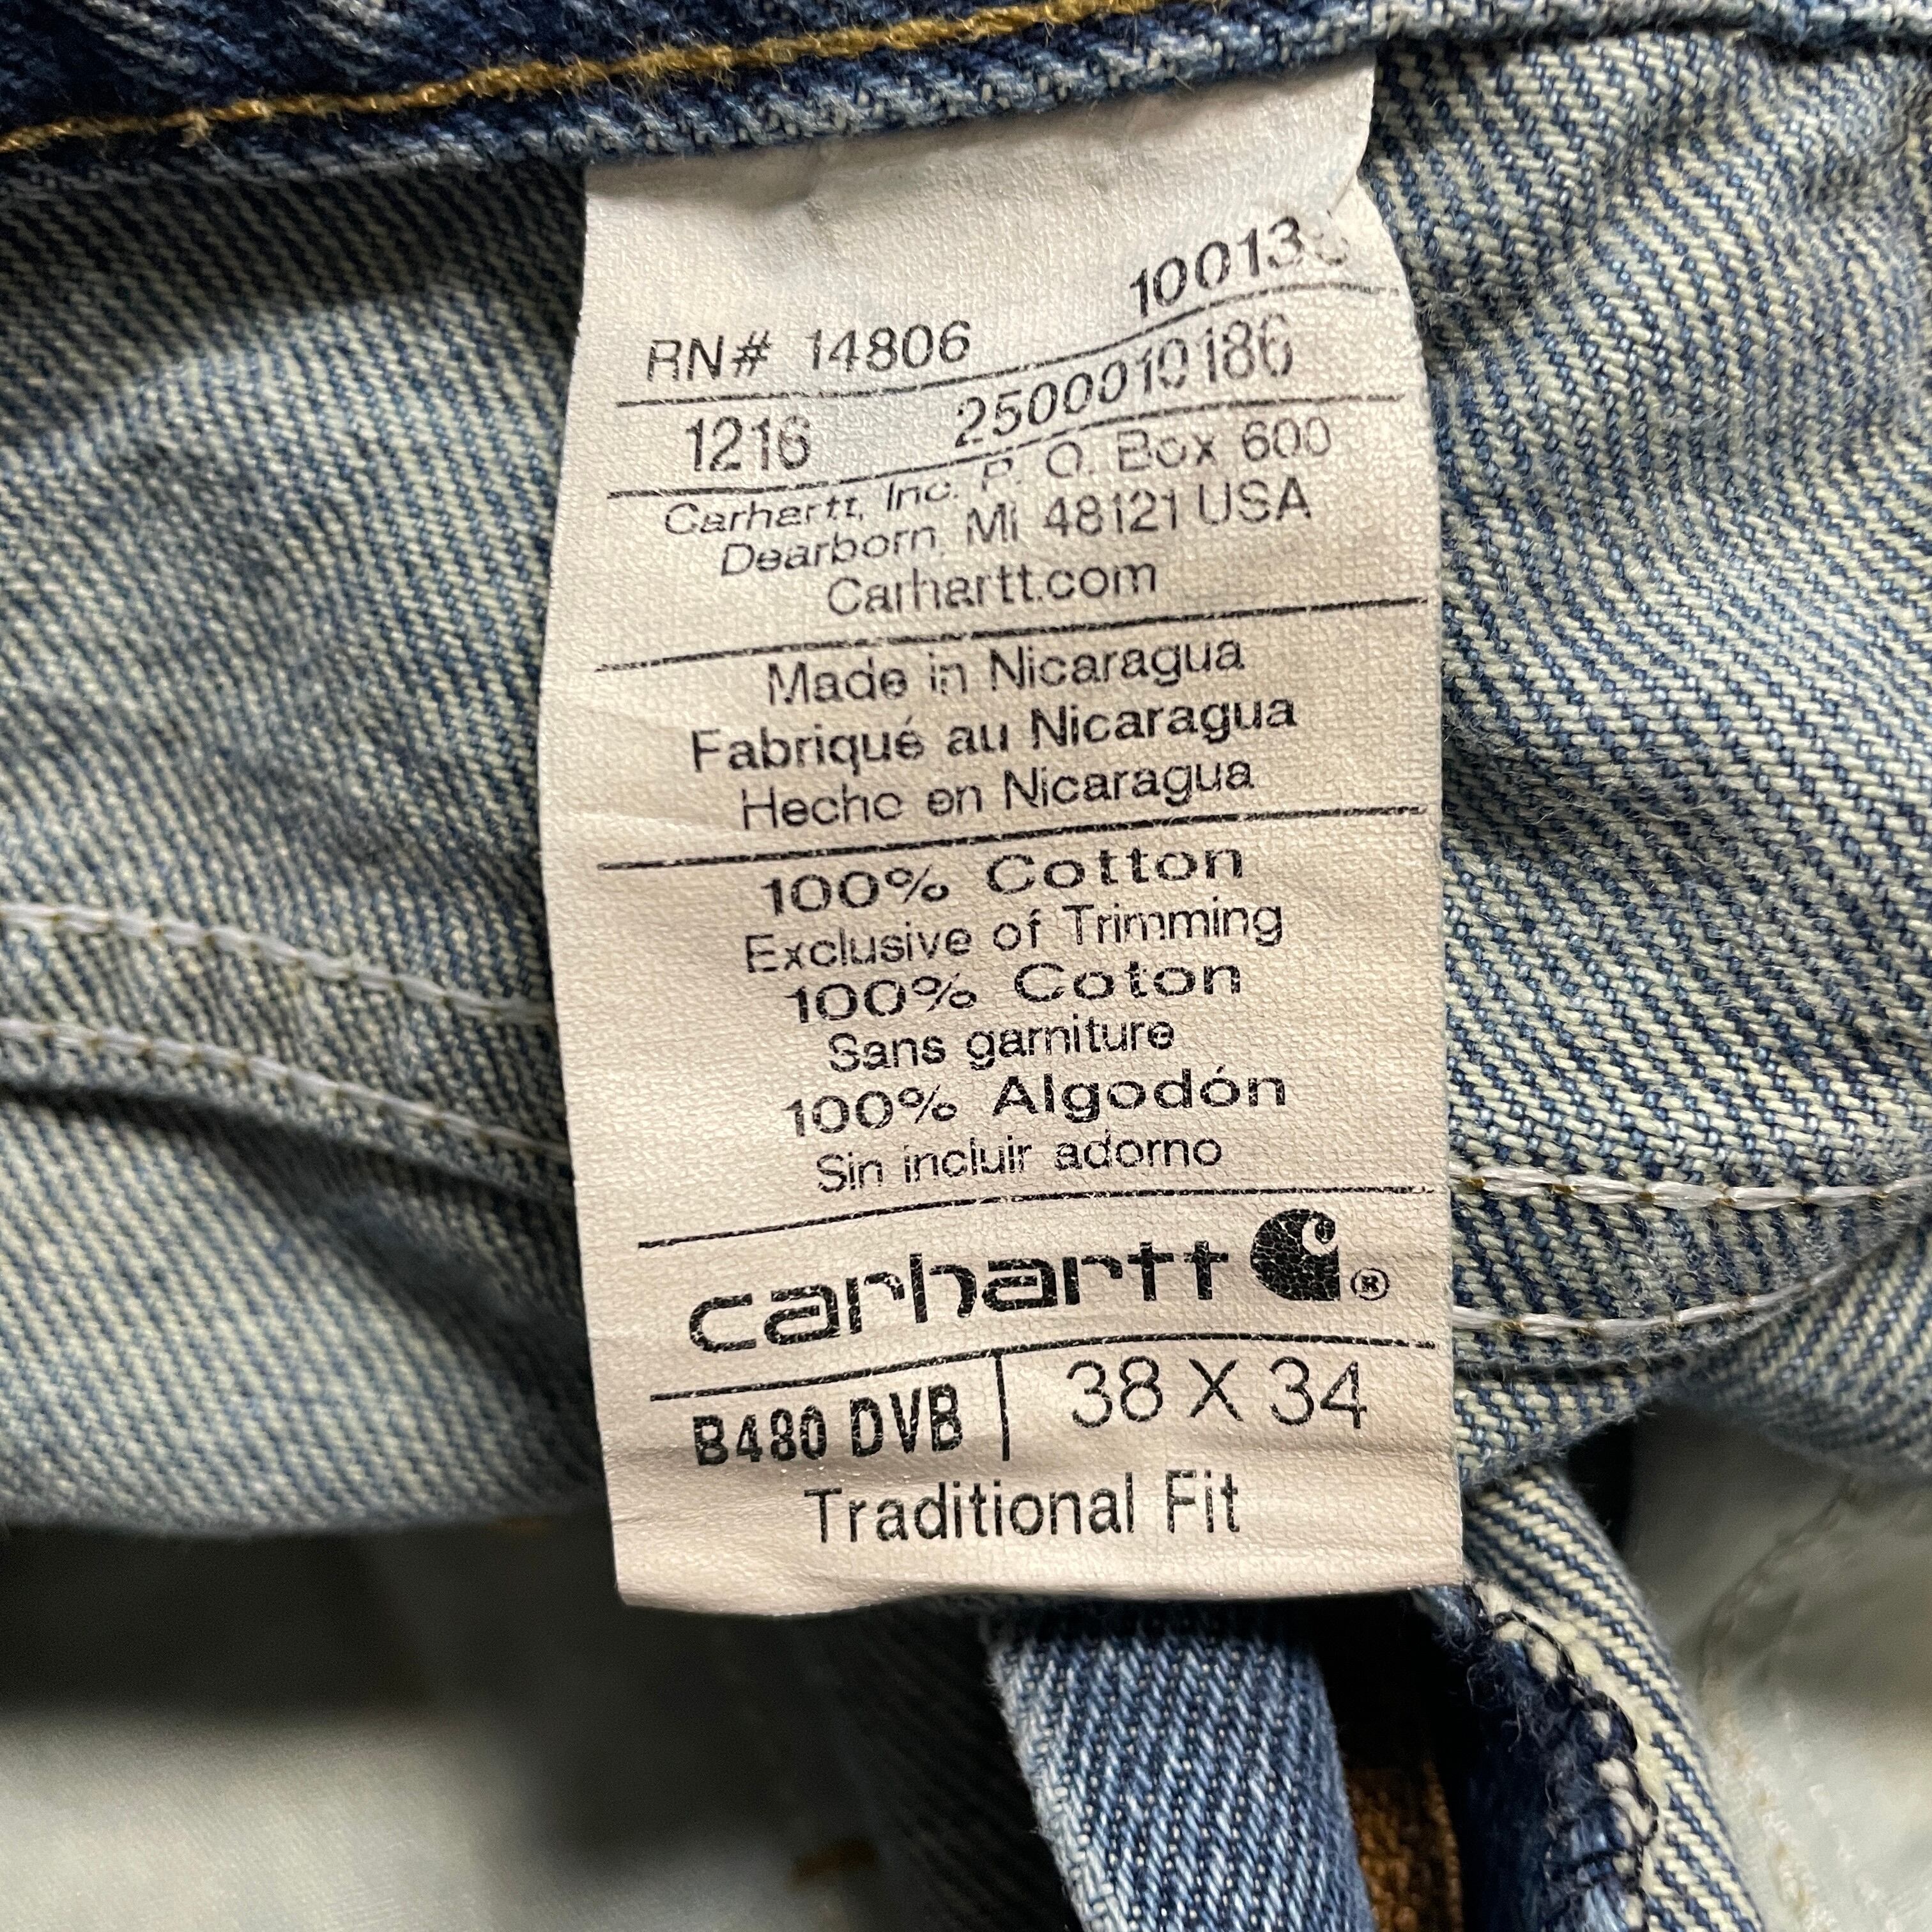 RN# 14806
1216 2500010186
Carhartt, Inc. P. O. Box 600
Dearborn, MI 48121 USA
Carhartt.com
Made in Nicaragua
Fabriqué au Nicaragua
Hecho en Nicaragua
100% Cotton
Exclusive of Trimming
100% Coton
Sans garniture
100% Algodón
Sin incluir adorno
carhartt ®
B480 DVB 38 X 34
Traditional Fit